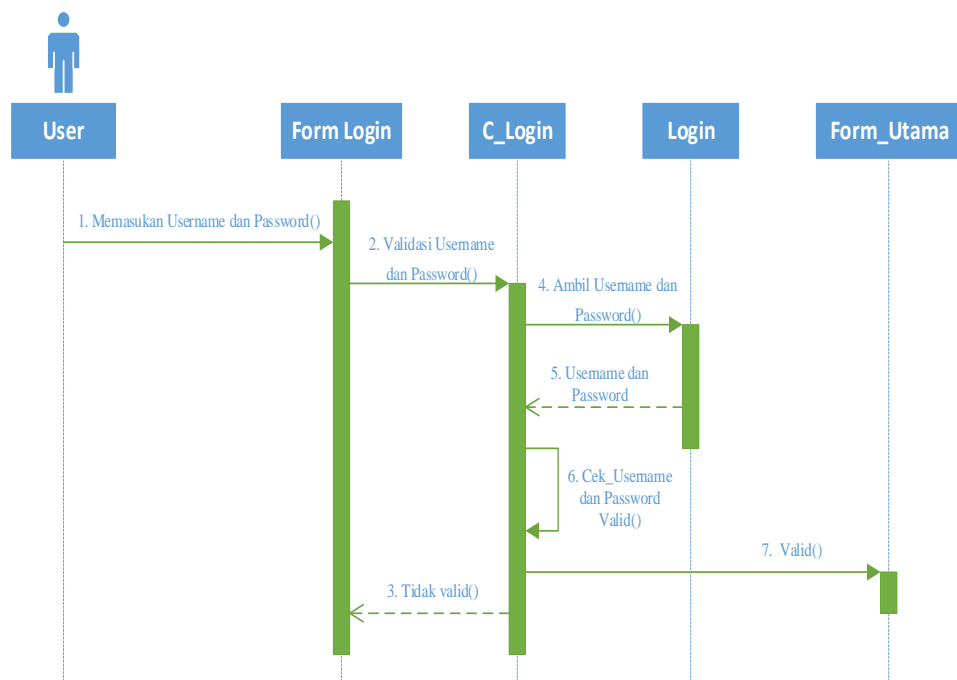 User
Form Login
C_Login
Login
Form_Utama
1. Memasukan Username dan Password()
2. Validasi Username
dan Password()
4. Ambil Username dan
Password()
5. Username dan
Password
6. Cek_Username
dan Password
Valid()
7. Valid()
3. Tidak valid()